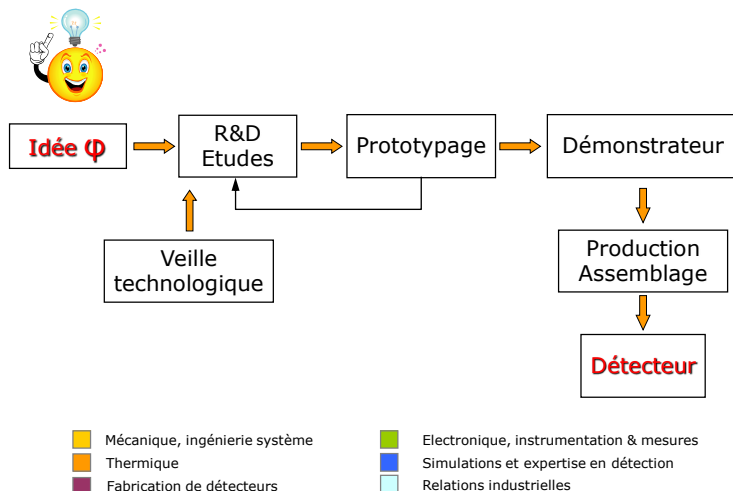 Idée φ
R&D
Etudes
Prototypage
Démonstrateur
Veille
technologique
Production
Assemblage
Détecteur
Mécanique, ingénierie système
Thermique
Fabrication de détecteurs
Electronique, instrumentation & mesures
Simulations et expertise en détection
Relations industrielles